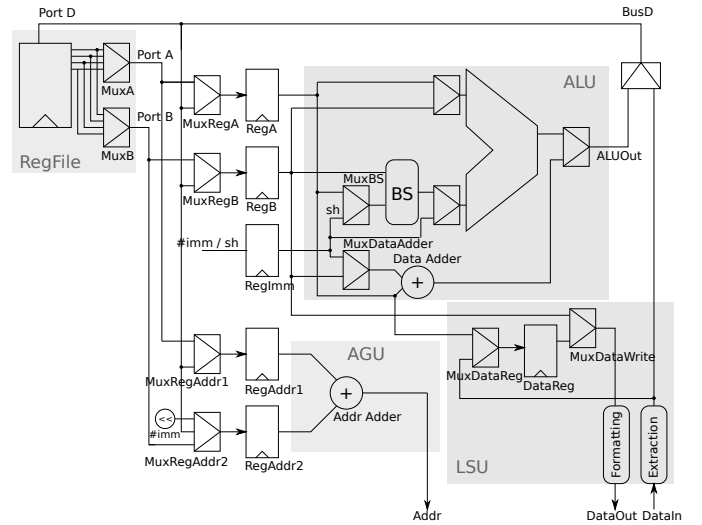 Port D
BusD
Port A
MuxA
ALU
Port B
MuxRegA
RegA
MuxB
RegFile
ALUOut
MuxBS
BS
MuxRegB
RegB
sh
#imm / sh
MuxDataAdder
Data Adder
+
RegImm
AGU
MuxDataWrite
MuxDataReg
DataReg
MuxRegAddr1
RegAddr1
+
Addr Adder
<<
#imm
MuxRegAddr2
RegAddr2
LSU
Formatting
Extraction
Addr
DataOut
DataIn